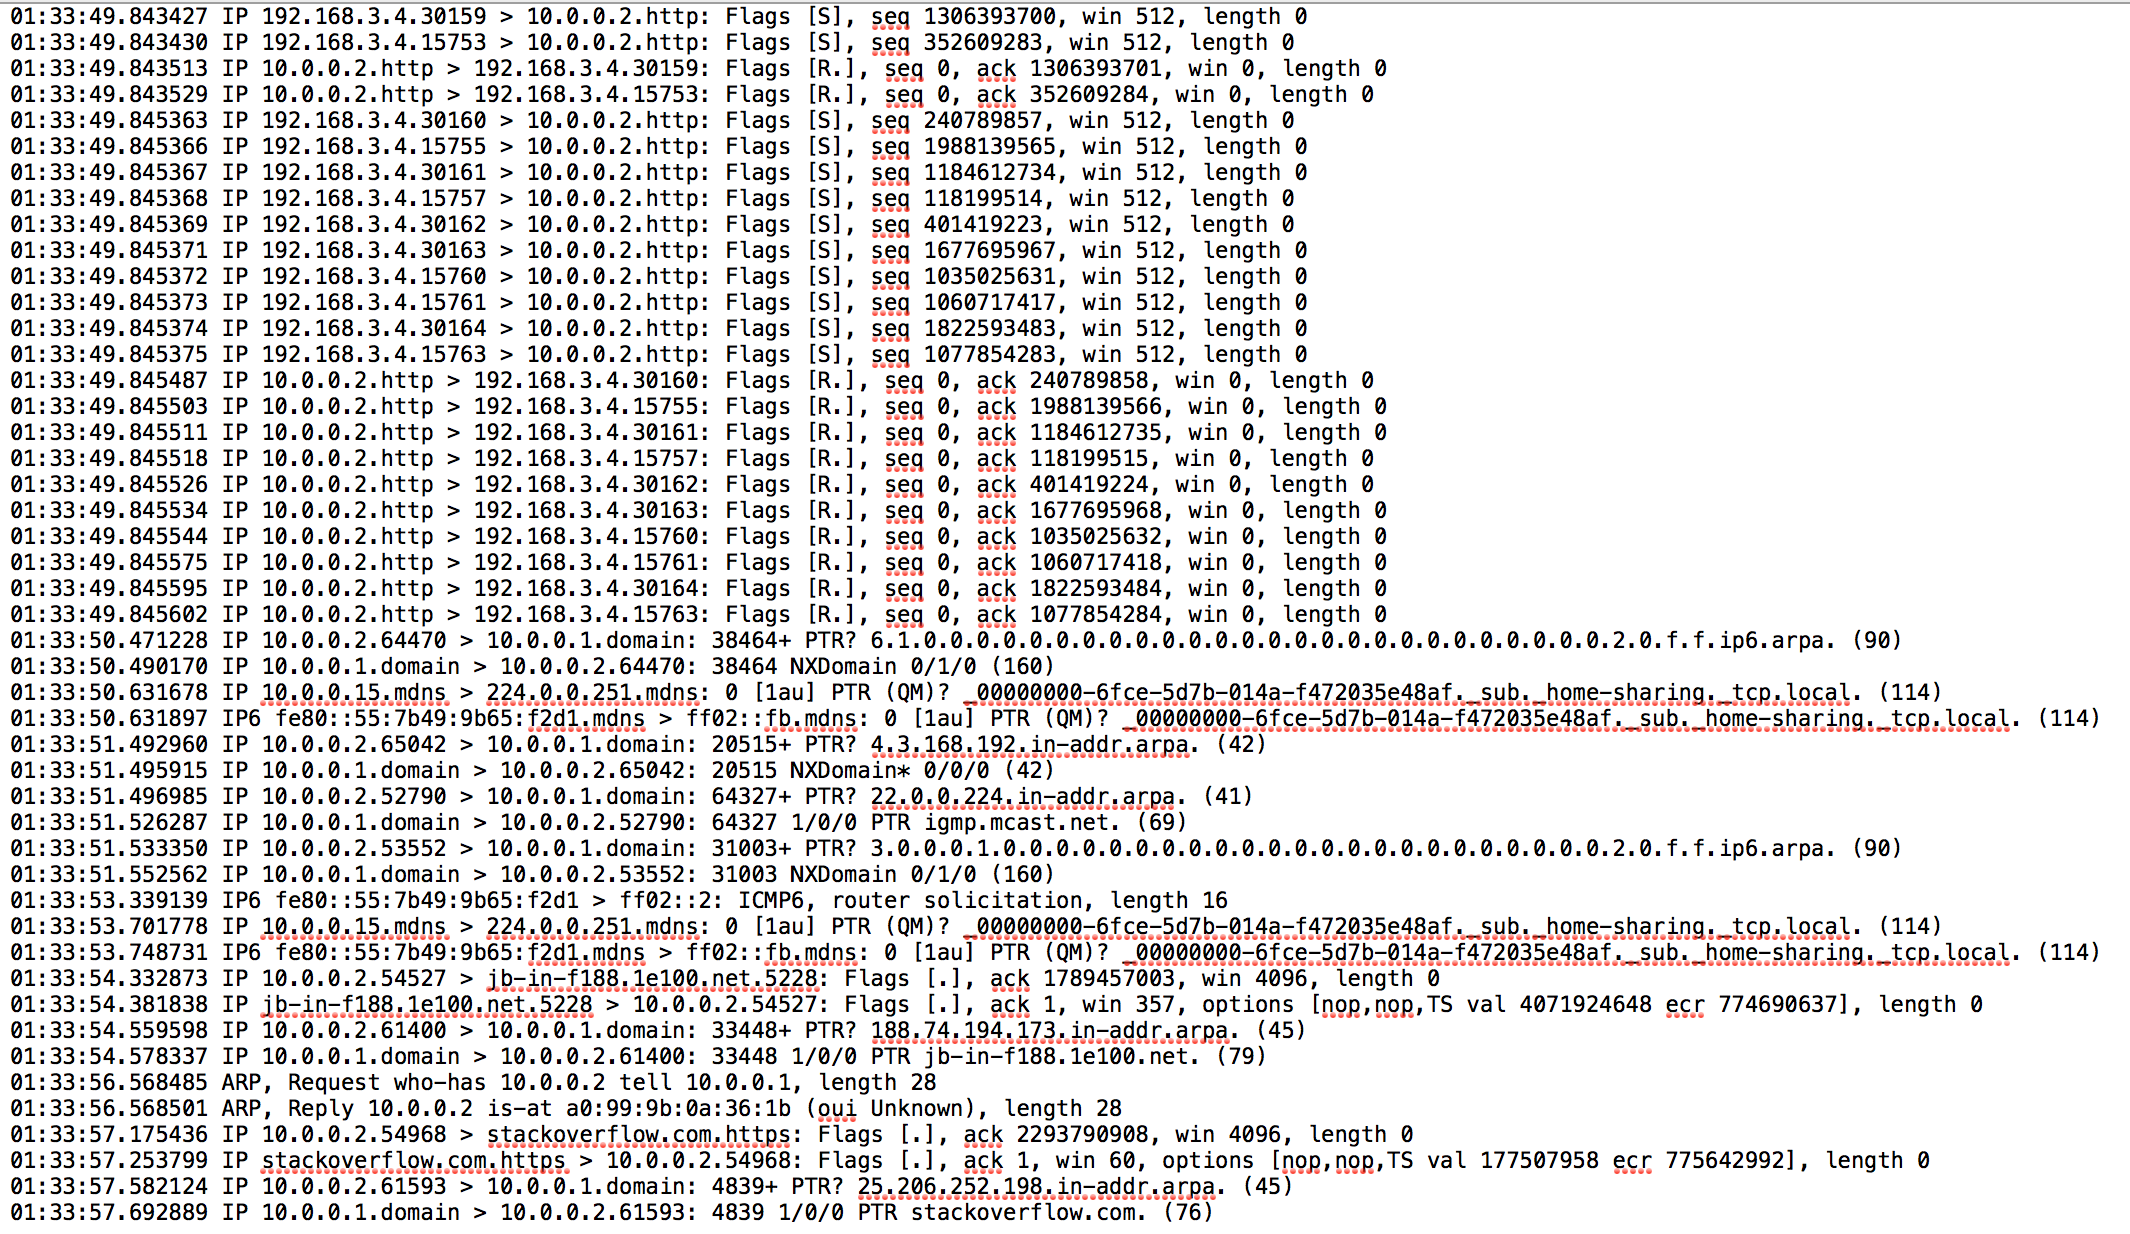 01:33:49.843427 IP 192.168.3.4.30159 > 10.0.0.2.http: Flags [S], seq 1306393700, win 512, length 0
01:33:49.843430 IP 192.168.3.4.15753 > 10.0.0.2.http: Flags [S], seq 352609283, win 512, length 0
01:33:49.843513 IP 10.0.0.2.http > 192.168.3.4.30159: Flags [R.], seq 0, ack 1306393701, win 0, length 0
01:33:49.843529 IP 10.0.0.2.http > 192.168.3.4.15753: Flags [R.], seq 0, ack 352609284, win 0, length 0
01:33:49.845363 IP 192.168.3.4.30160 > 10.0.0.2.http: Flags [S], seq 240789857, win 512, length 0
01:33:49.845366 IP 192.168.3.4.15755 > 10.0.0.2.http: Flags [S], seq 1988139565, win 512, length 0
01:33:49.845367 IP 192.168.3.4.30161 > 10.0.0.2.http: Flags [S], seq 1184612734, win 512, length 0
01:33:49.845368 IP 192.168.3.4.15757 > 10.0.0.2.http: Flags [S], seq 118199514, win 512, length 0
01:33:49.845369 IP 192.168.3.4.30162 > 10.0.0.2.http: Flags [S], seq 401419223, win 512, length 0
01:33:49.845371 IP 192.168.3.4.30163 > 10.0.0.2.http: Flags [S], seq 1677695967, win 512, length 0
01:33:49.845372 IP 192.168.3.4.15760 > 10.0.0.2.http: Flags [S], seq 1035025631, win 512, length 0
01:33:49.845373 IP 192.168.3.4.15761 > 10.0.0.2.http: Flags [S], seq 1060717417, win 512, length 0
01:33:49.845374 IP 192.168.3.4.30164 > 10.0.0.2.http: Flags [S], seq 1822593483, win 512, length 0
01:33:49.845375 IP 192.168.3.4.15763 > 10.0.0.2.http: Flags [S], seq 1077854283, win 512, length 0
01:33:49.845487 IP 10.0.0.2.http > 192.168.3.4.30160: Flags [R.], seq 0, ack 240789858, win 0, length 0
01:33:49.845503 IP 10.0.0.2.http > 192.168.3.4.15755: Flags [R.], seq 0, ack 1988139566, win 0, length 0
01:33:49.845511 IP 10.0.0.2.http > 192.168.3.4.30161: Flags [R.], seq 0, ack 1184612735, win 0, length 0
01:33:49.845518 IP 10.0.0.2.http > 192.168.3.4.15757: Flags [R.], seq 0, ack 118199515, win 0, length 0
01:33:49.845526 IP 10.0.0.2.http > 192.168.3.4.30162: Flags [R.], seq 0, ack 401419224, win 0, length 0
01:33:49.845534 IP 10.0.0.2.http > 192.168.3.4.30163: Flags [R.], seq 0, ack 1677695968, win 0, length 0
01:33:49.845544 IP 10.0.0.2.http > 192.168.3.4.15760: Flags [R.], seq 0, ack 1035025632, win 0, length 0
01:33:49.845575 IP 10.0.0.2.http > 192.168.3.4.15761: Flags [R.], seq 0, ack 1060717418, win 0, length 0
01:33:49.845595 IP 10.0.0.2.http > 192.168.3.4.30164: Flags [R.], seq 0, ack 1822593484, win 0, length 0
01:33:49.845602 IP 10.0.0.2.http > 192.168.3.4.15763: Flags [R.], seq 0, ack 1077854284, win 0, length 0
01:33:50.471228 IP 10.0.0.2.64470 > 10.0.0.1.domain: 38464+ PTR? 6.1.0.0.0.0.0.0.0.0.0.0.0.0.0.0.0.0.0.0.0.0.0.0.0.0.0.0.2.0.f.f.ip6.arpa. (90)
01:33:50.490170 IP 10.0.0.1.domain > 10.0.0.2.64470: 38464 NXDomain 0/1/0 (160)
01:33:50.631678 IP 10.0.0.15.mdns > 224.0.0.251.mdns: 0 [1au] PTR (QM)? _00000000-6fce-5d7b-014a-f472035e48af._sub._home-sharing._tcp.local. (114)
01:33:50.631897 IP6 fe80::55:7b49:9b65:f2d1.mdns > ff02::fb.mdns: 0 [1au] PTR (QM)? _00000000-6fce-5d7b-014a-f472035e48af._sub._home-sharing._tcp.local. (114)
01:33:51.492960 IP 10.0.0.2.65042 > 10.0.0.1.domain: 20515+ PTR? 4.3.168.192.in-addr.arpa. (42)
01:33:51.495915 IP 10.0.0.1.domain > 10.0.0.2.65042: 20515 NXDomain* 0/0/0 (42)
01:33:51.496985 IP 10.0.0.2.52790 > 10.0.0.1.domain: 64327+ PTR? 22.0.0.224.in-addr.arpa. (41)
01:33:51.526287 IP 10.0.0.1.domain > 10.0.0.2.52790: 64327 1/0/0 PTR igmp.mcast.net. (69)
01:33:51.533350 IP 10.0.0.2.53552 > 10.0.0.1.domain: 31003+ PTR? 3.0.0.0.1.0.0.0.0.0.0.0.0.0.0.0.0.0.0.0.0.0.0.0.0.0.0.0.2.0.f.f.ip6.arpa. (90)
01:33:51.552562 IP 10.0.0.1.domain > 10.0.0.2.53552: 31003 NXDomain 0/1/0 (160)
01:33:53.339139 IP6 fe80::55:7b49:9b65:f2d1 > ff02::2: ICMP6, router solicitation, length 16
01:33:53.701778 IP 10.0.0.15.mdns > 224.0.0.251.mdns: 0 [1au] PTR (QM)? _00000000-6fce-5d7b-014a-f472035e48af._sub._home-sharing._tcp.local. (114)
01:33:53.748731 IP6 fe80::55:7b49:9b65:f2d1.mdns > ff02::fb.mdns: 0 [1au] PTR (QM)? _00000000-6fce-5d7b-014a-f472035e48af._sub._home-sharing._tcp.local. (114)
01:33:54.332873 IP 10.0.0.2.54527 > jb-in-f188.1e100.net.5228: Flags [.], ack 1789457003, win 4096, length 0
01:33:54.381838 IP jb-in-f188.1e100.net.5228 > 10.0.0.2.54527: Flags [.], ack 1, win 357, options [nop,nop,TS val 4071924648 ecr 774690637], length 0
01:33:54.559598 IP 10.0.0.2.61400 > 10.0.0.1.domain: 33448+ PTR? 188.74.194.173.in-addr.arpa. (45)
01:33:54.578337 IP 10.0.0.1.domain > 10.0.0.2.61400: 33448 1/0/0 PTR jb-in-f188.1e100.net. (79)
01:33:56.568485 ARP, Request who-has 10.0.0.2 tell 10.0.0.1, length 28
01:33:56.568501 ARP, Reply 10.0.0.2 is-at a0:99:9b:0a:36:1b (oui Unknown), length 28
01:33:57.175436 IP 10.0.0.2.54968 > stackoverflow.com.https: Flags [.], ack 2293790908, win 4096, length 0
01:33:57.253799 IP stackoverflow.com.https > 10.0.0.2.54968: Flags [.], ack 1, win 60, options [nop,nop,TS val 177507958 ecr 775642992], length 0
01:33:57.582124 IP 10.0.0.2.61593 > 10.0.0.1.domain: 4839+ PTR? 25.206.252.198.in-addr.arpa. (45)
01:33:57.692889 IP 10.0.0.1.domain > 10.0.0.2.61593: 4839 1/0/0 PTR stackoverflow.com. (76)